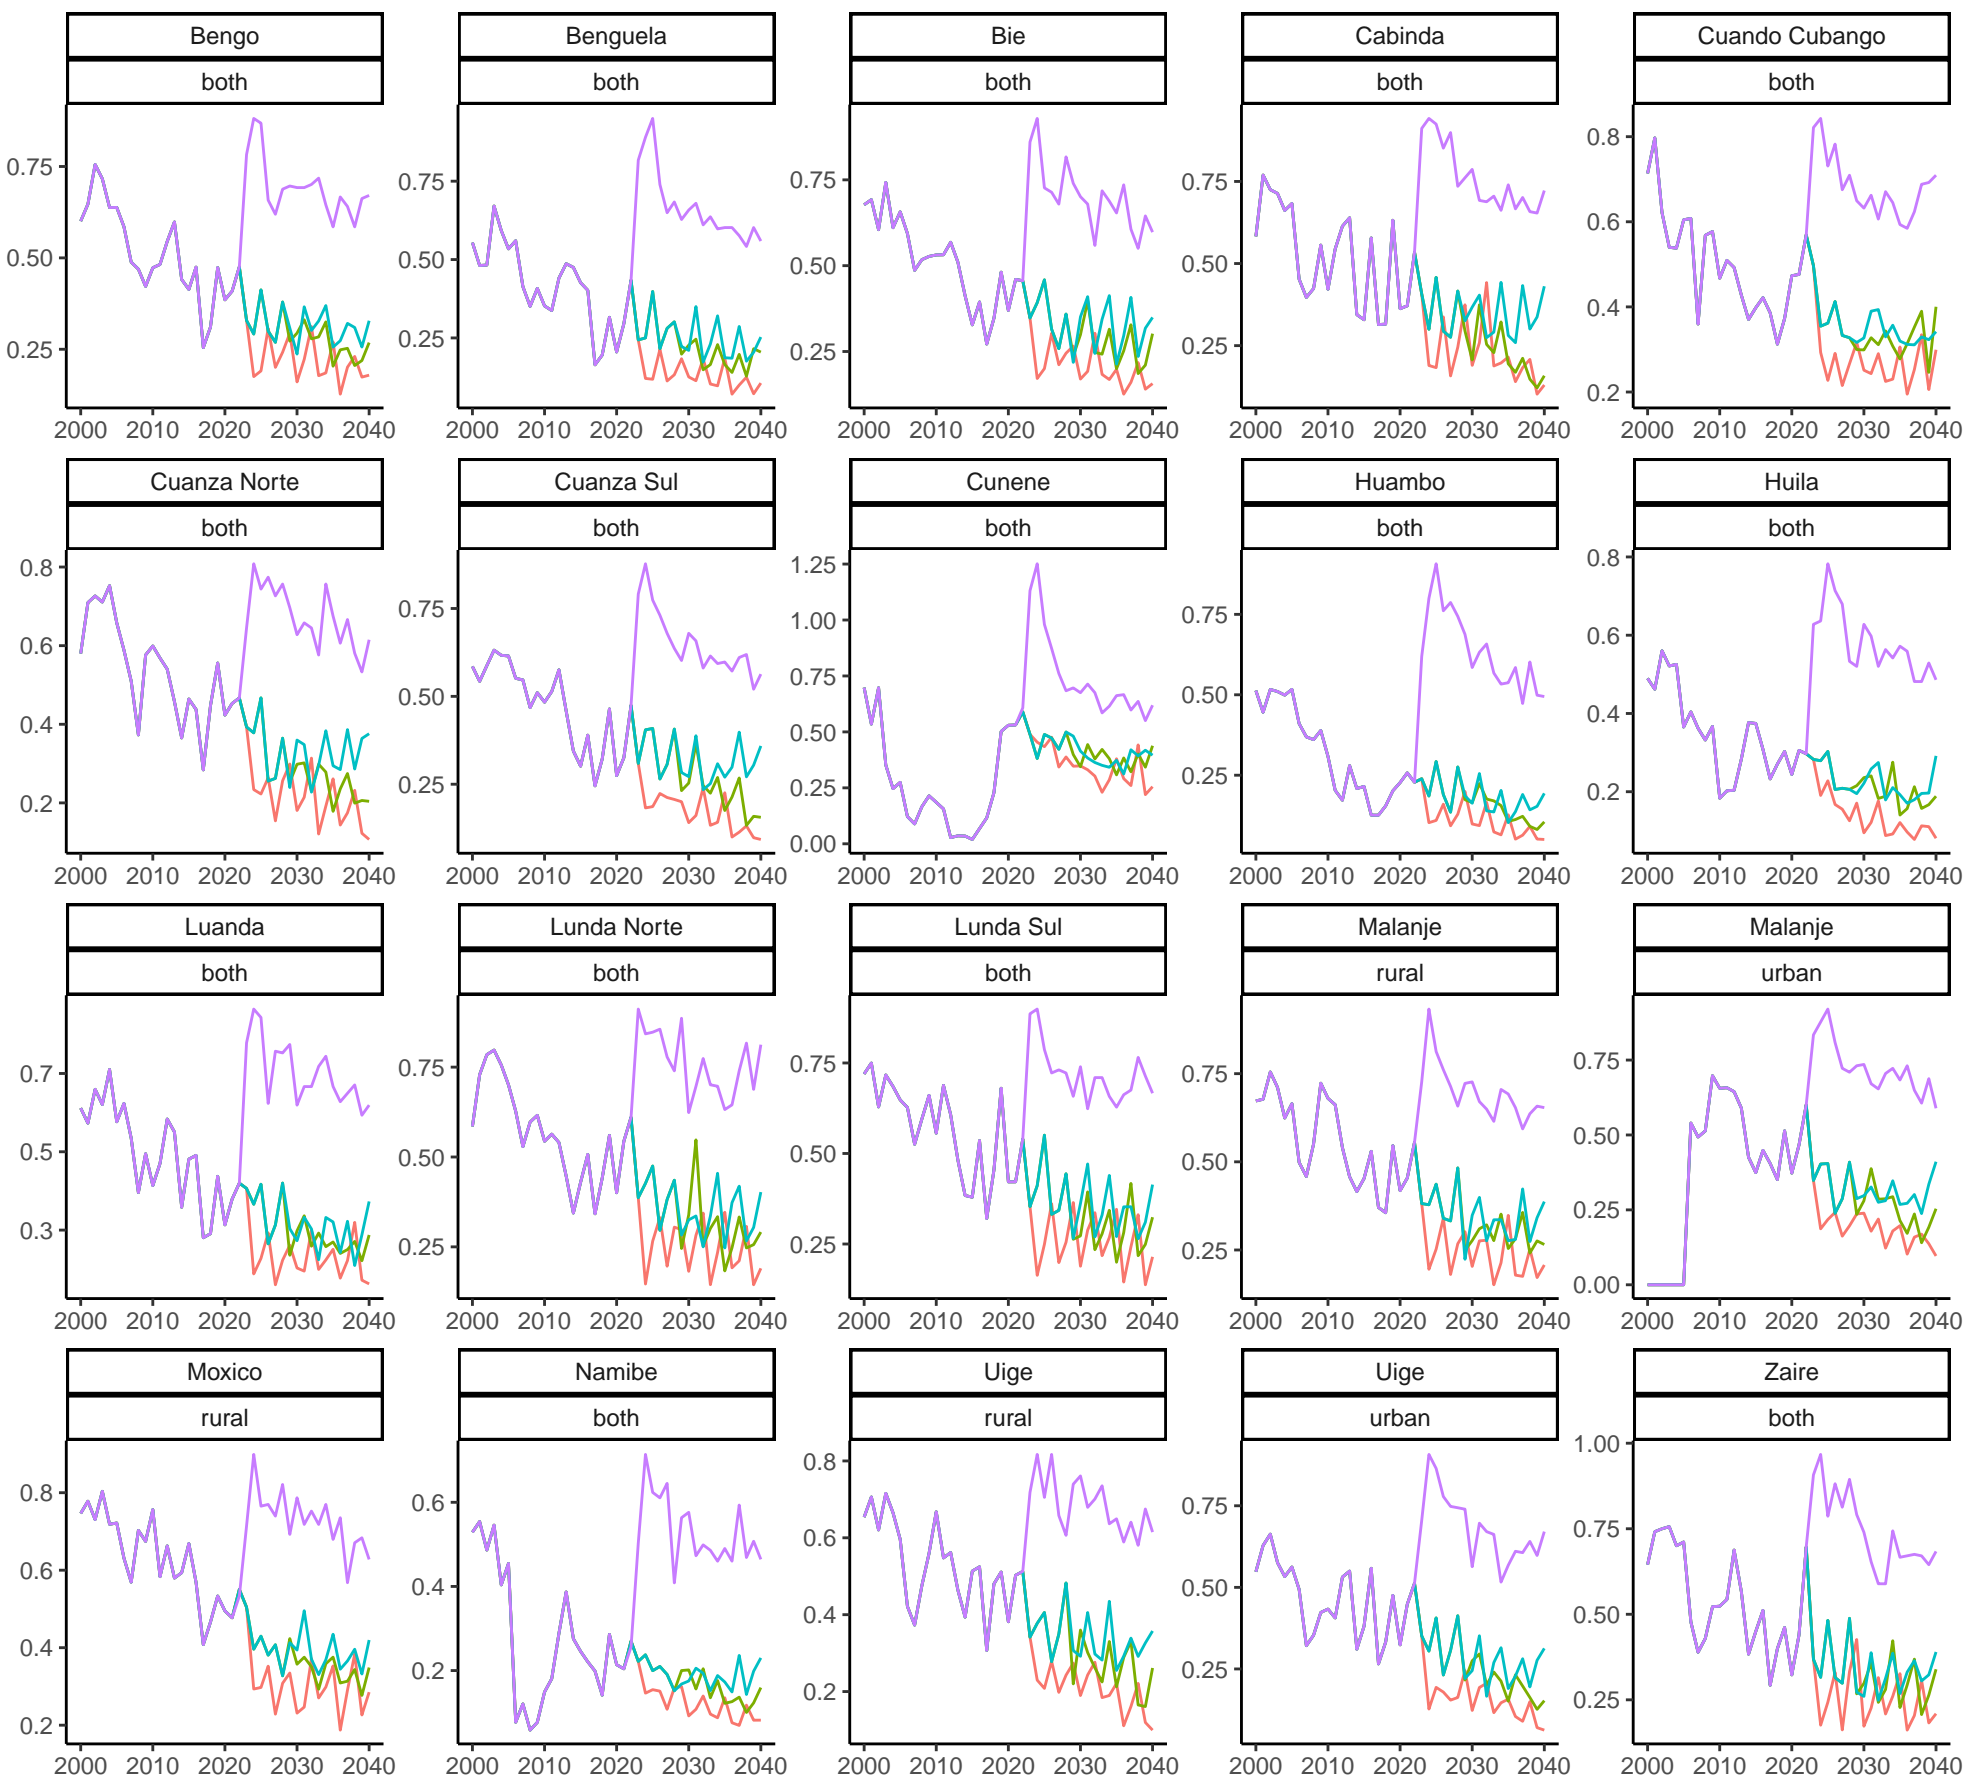 Bengo Benguela Bie Cabinda Cuando Cubango
both both both both both
0.75 0.50 0.25 0.75 0.50 0.25 0.75 0.50 0.25 0.75 0.50 0.25 0.8 0.6 0.4 0.2
2000 2010 2020 2030 2040 2000 2010 2020 2030 2040 2000 2010 2020 2030 2040 2000 2010 2020 2030 2040 2000 2010 2020 2030 2040
Cuanza Norte Cuanza Sul Cunene Huambo Huila
both both both both both
0.8 0.6 0.4 0.2 0.75 0.50 0.25 1.25 1.00 0.75 0.50 0.25 0.00 0.75 0.50 0.25 0.8 0.6 0.4 0.2
2000 2010 2020 2030 2040 2000 2010 2020 2030 2040 2000 2010 2020 2030 2040 2000 2010 2020 2030 2040 2000 2010 2020 2030 2040
Luanda Lunda Norte Lunda Sul Malanje Malanje
both both both rural urban
0.7 0.5 0.3 0.75 0.50 0.25 0.75 0.50 0.25 0.75 0.50 0.25 0.75 0.50 0.25 0.00
2000 2010 2020 2030 2040 2000 2010 2020 2030 2040 2000 2010 2020 2030 2040 2000 2010 2020 2030 2040 2000 2010 2020 2030 2040
Moxico Namibe Uige Uige Zaire
rural both rural urban both
0.8 0.6 0.4 0.2 0.6 0.4 0.2 0.8 0.6 0.4 0.2 0.75 0.50 0.25 1.00 0.75 0.50 0.25
2000 2010 2020 2030 2040 2000 2010 2020 2030 2040 2000 2010 2020 2030 2040 2000 2010 2020 2030 2040 2000 2010 2020 2030 2040